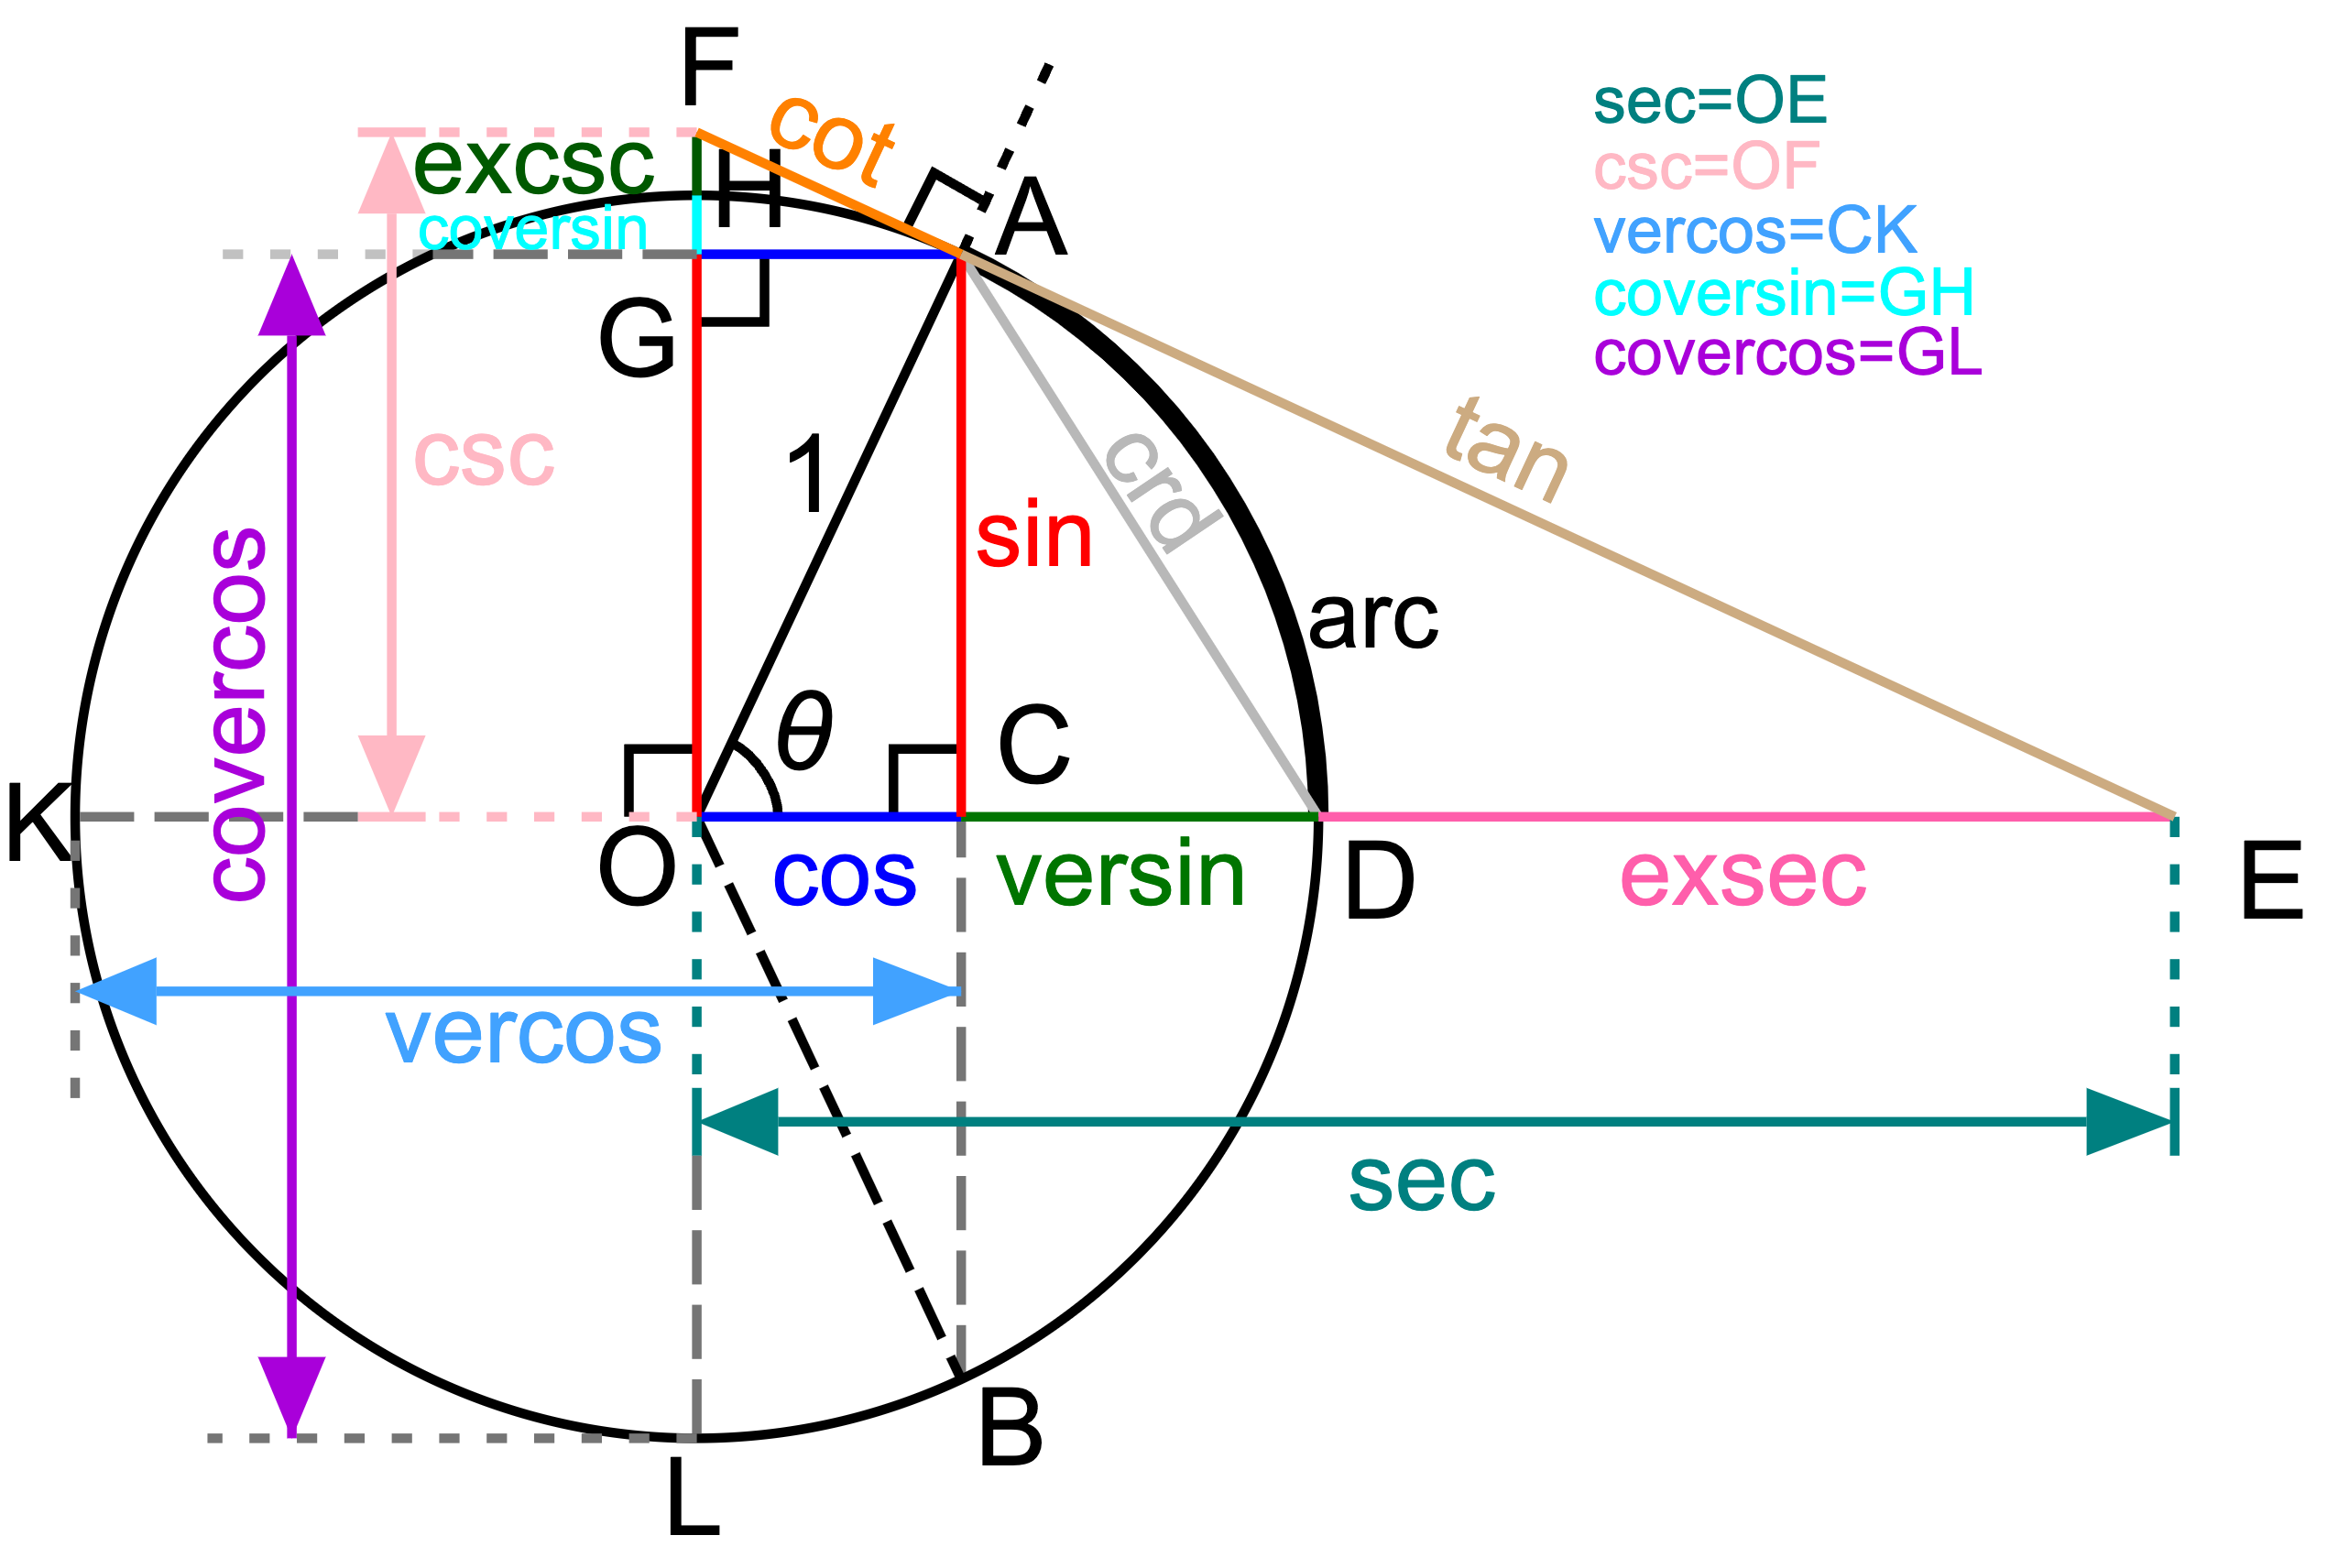 F
cot
sec=OE
csc=OF
vercos=CK
coversin=GH
covercos=GL
excsc
H
A
coversin
G
csc
1
sin
crd
tan
arc
covercos
θ
C
K
O
cos
versin
D
exsec
E
vercos
sec
B
L